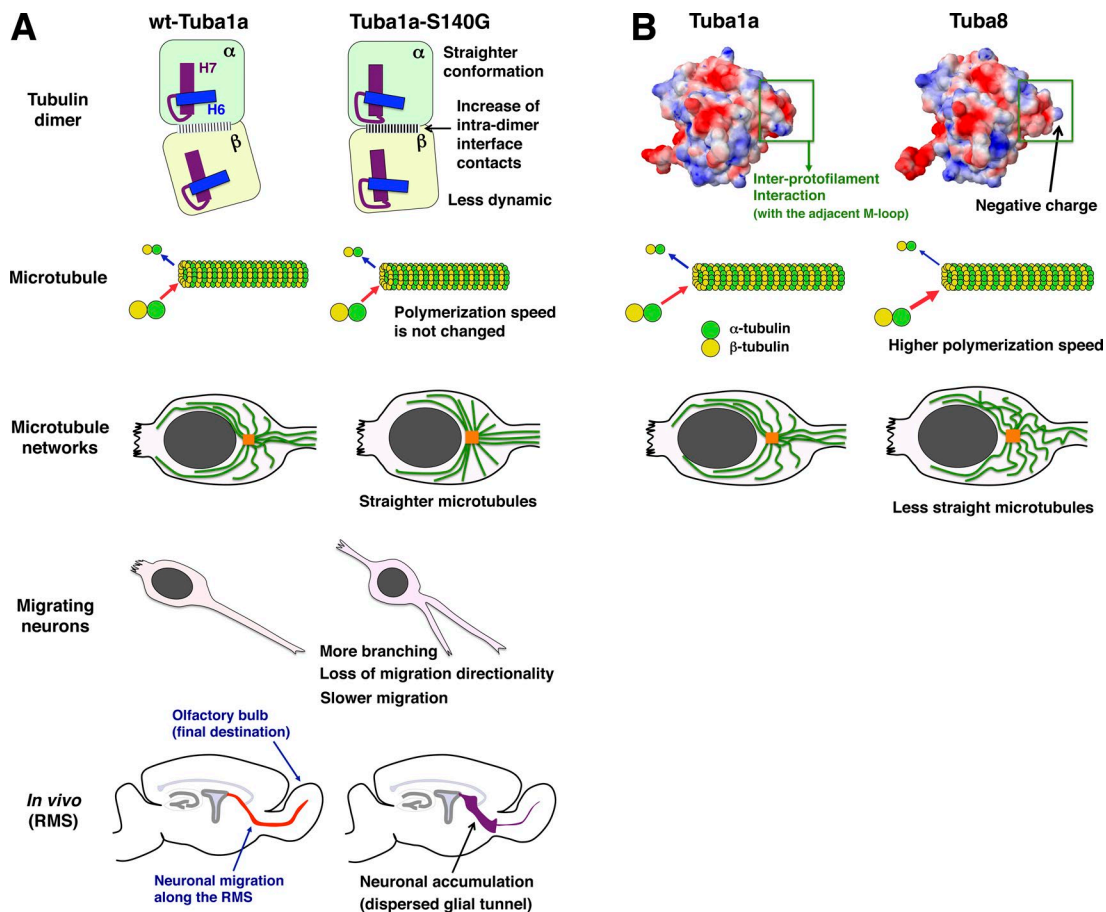 A
wt-Tuba1a
Tuba1a-S140G
Tubulin
dimer
α
H7
H6
β
α
β
Straighter
conformation
Increase of
intra-dimer
interface
contacts
Less dynamic
Microtubule
Polymerization speed
is not changed
Microtubule
networks
Straighter microtubules
Migrating
neurons
More branching
Loss of migration directionality
Slower migration
In vivo
(RMS)
Olfactory bulb
(final destination)
Neuronal migration
along the RMS
Neuronal accumulation
(dispersed glial tunnel)
B
Tuba1a
Tuba8
Inter-protofilament
Interaction
(with the adjacent M-loop)
Negative charge
α-tubulin
β-tubulin
Higher polymerization speed
Less straight microtubules